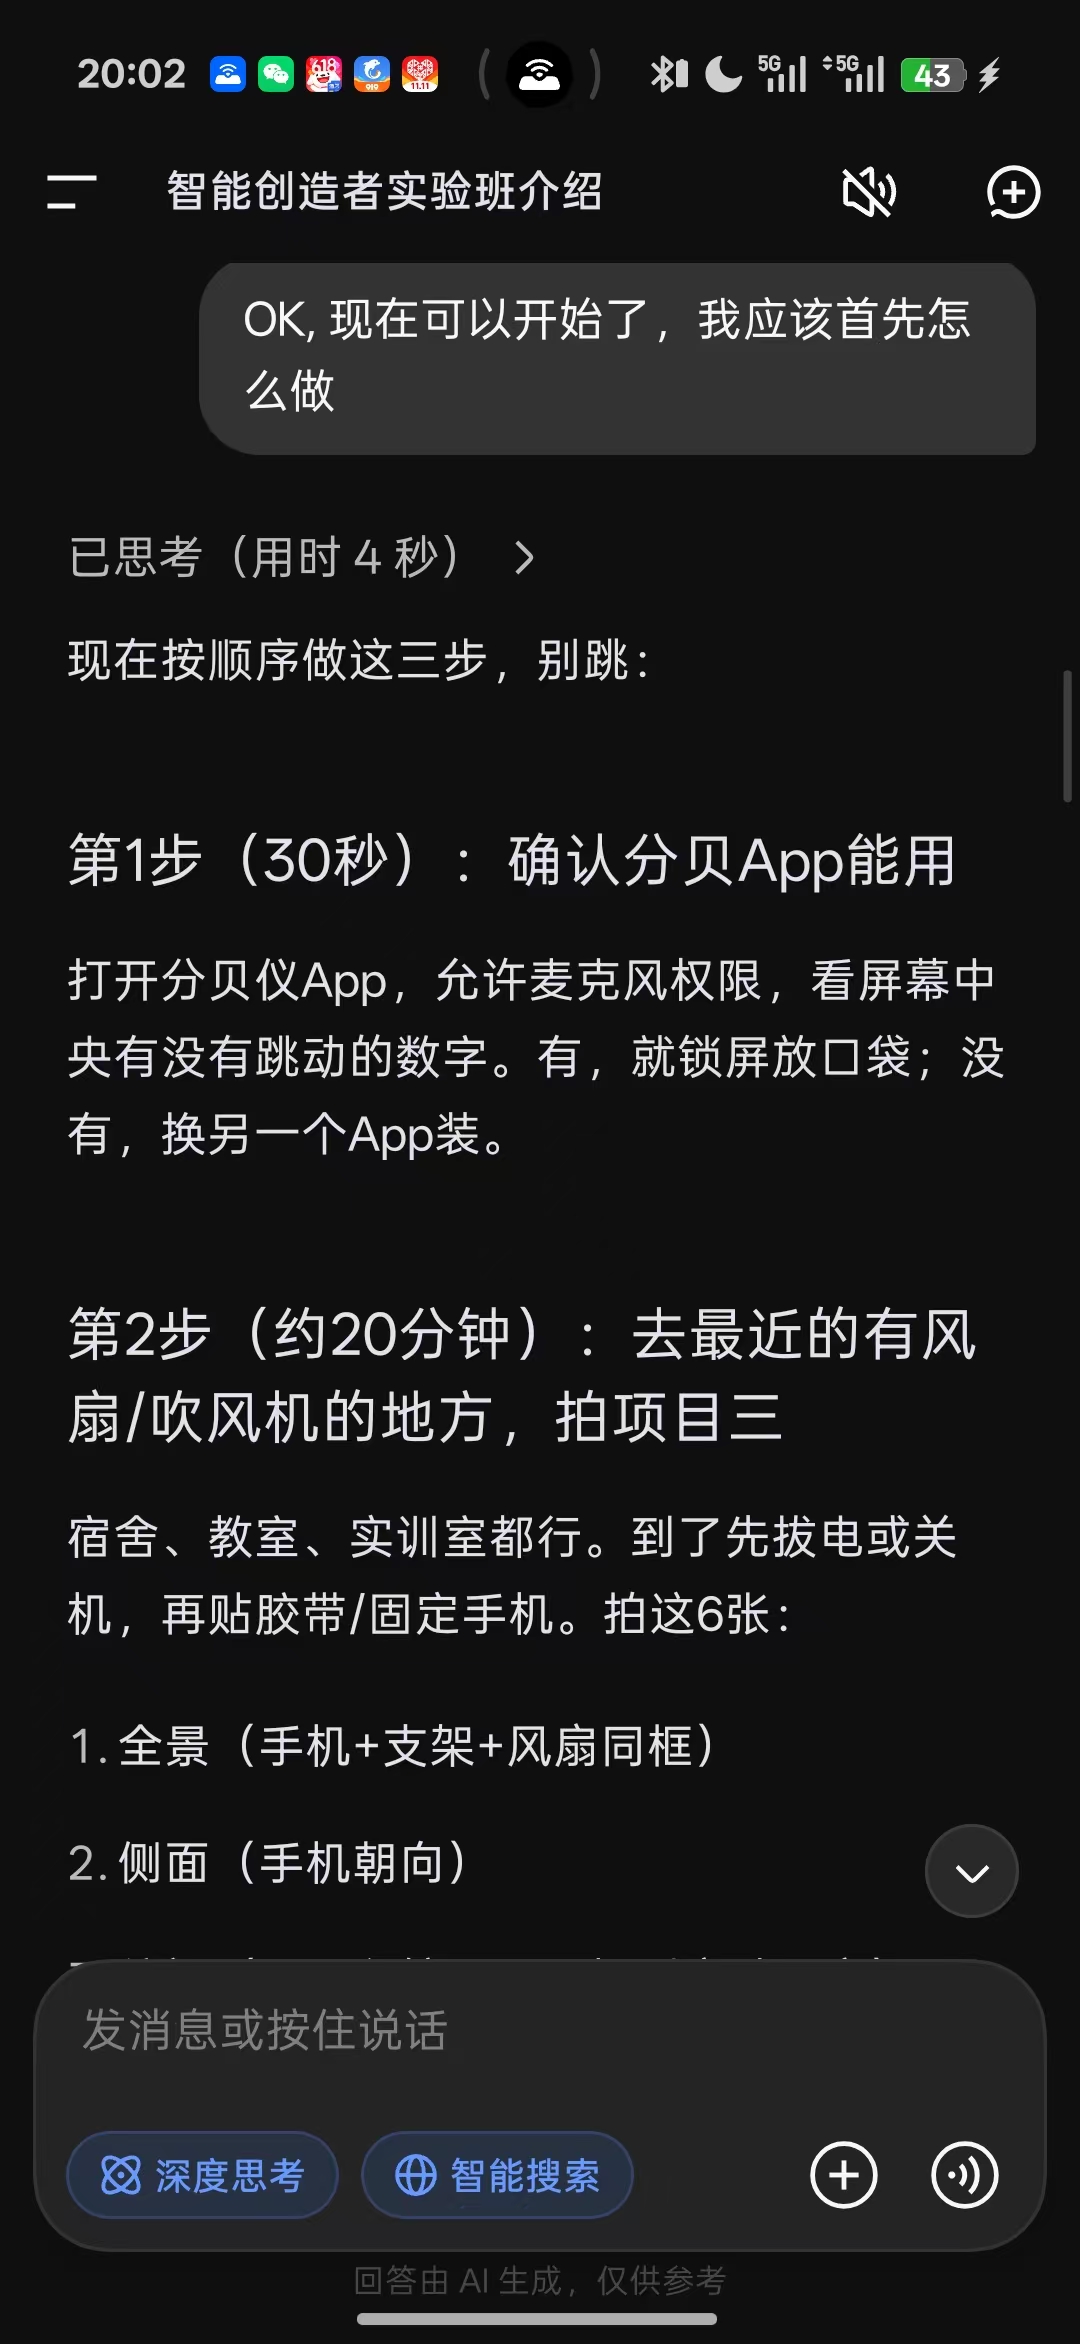 20:02
618
11.11
5G
5G
43
智能创造者实验班介绍
OK, 现在可以开始了，我应该首先怎
么做
已思考（用时 4 秒）
现在按顺序做这三步，别跳：
第1步（30秒）：确认分贝App能用
打开分贝仪App，允许麦克风权限，看屏幕中
央有没有跳动的数字。有，就锁屏放口袋；没
有，换另一个App装。
第2步（约20分钟）：去最近的有风
扇/吹风机的地方，拍项目三
宿舍、教室、实训室都行。到了先拔电或关
机，再贴胶带/固定手机。拍这6张：
1. 全景（手机+支架+风扇同框）
2. 侧面（手机朝向）
发消息或按住说话
深度思考
智能搜索
回答由 AI 生成，仅供参考